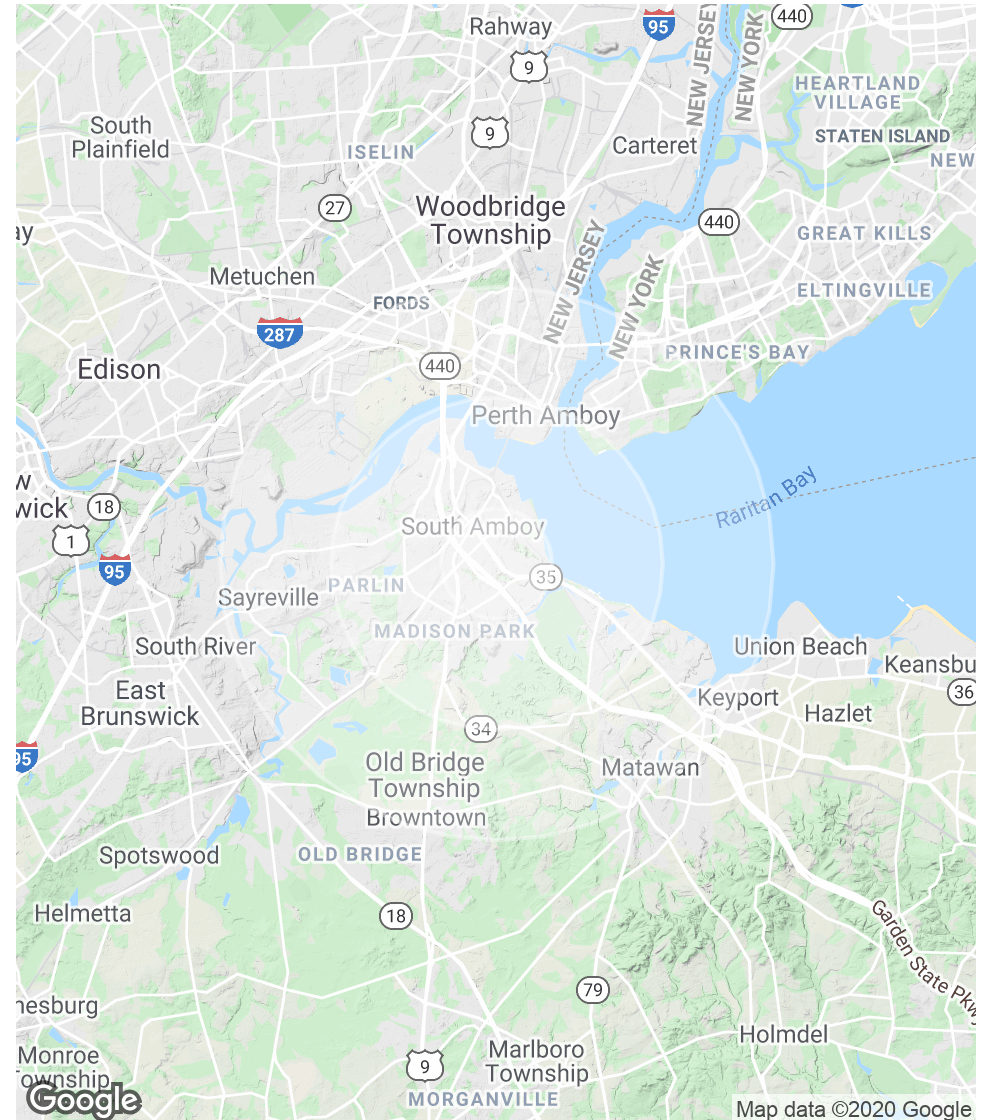 Rahway
95
440
9
NEW JERSEY
NEW YORK
HEARTLAND
VILLAGE
South
Plainfield
9
ISELIN
Carteret
STATEN ISLAND
NEW
27
Woodbridge
Township
440
ay
GREAT KILLS
NEW JERSEY
NEW YORK
Metuchen
FORDS
ELTINGVILLE
287
PRINCE'S BAY
Edison
440
Perth Amboy
w
wick
18
Raritan Bay
1
South Amboy
95
35
PARLIN
Sayreville
MADISON PARK
South River
Union Beach
Keansbu
East
Brunswick
Keyport
36
Hazlet
34
95
Old Bridge
Township
Matawan
Browntown
Spotswood
OLD BRIDGE
Helmetta
18
Garden State Pkwy
79
nesburg
Holmdel
Monroe
Township
9
Marlboro
Township
MORGANVILLE
Google
Map data ©2020 Google